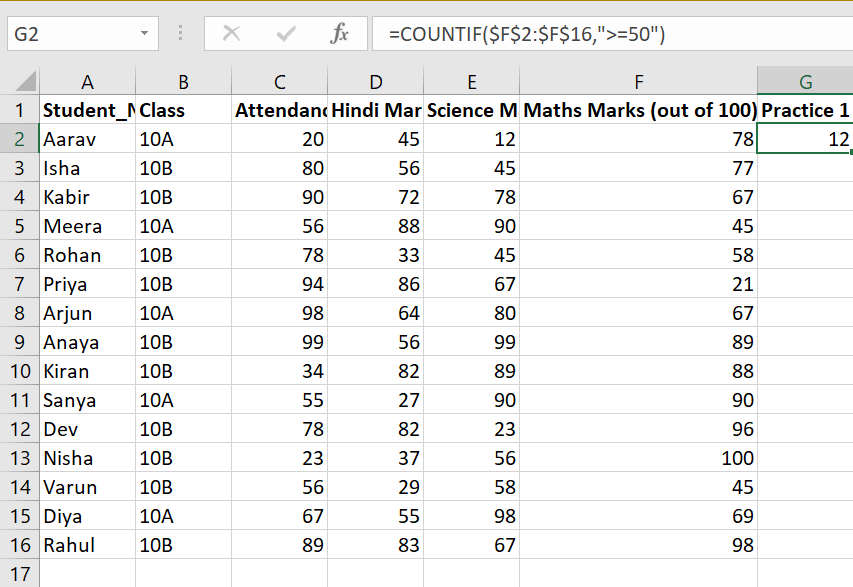 G2 fx =COUNTIF($F$2:$F$16,">=50")
A B C D E F G
1 Student_N Class Attendanc Hindi Mar Science M Maths Marks (out of 100) Practice 1
2 Aarav 10A 20 45 12 78 12
3 Isha 10B 80 56 45 77
4 Kabir 10B 90 72 78 67
5 Meera 10A 56 88 90 45
6 Rohan 10B 78 33 45 58
7 Priya 10B 94 86 67 21
8 Arjun 10A 98 64 80 67
9 Anaya 10B 99 56 99 89
10 Kiran 10B 34 82 89 88
11 Sanya 10A 55 27 90 90
12 Dev 10B 78 82 23 96
13 Nisha 10B 23 37 56 100
14 Varun 10B 56 29 58 45
15 Diya 10A 67 55 98 69
16 Rahul 10B 89 83 67 98
17